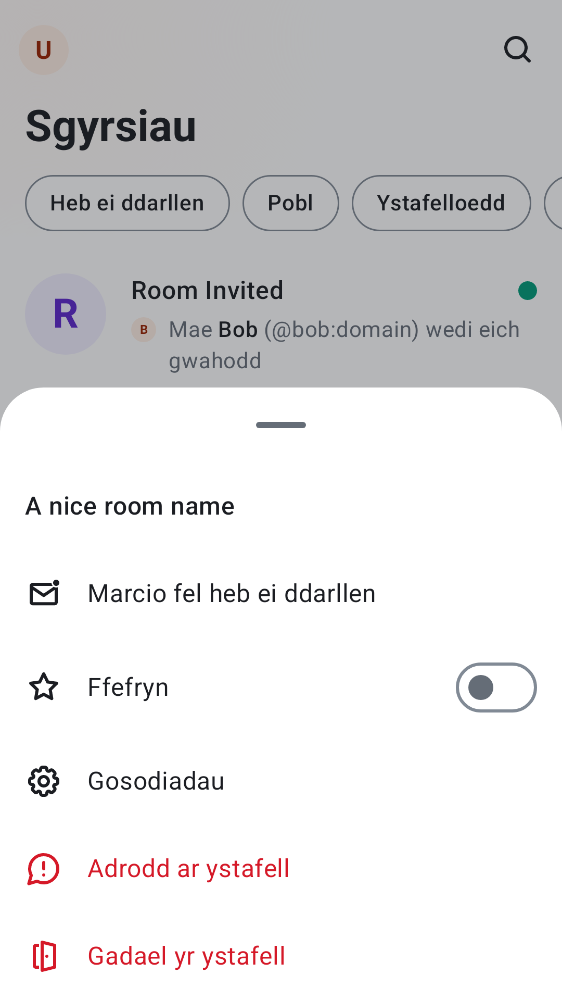 U
Sgyrsiau
Heb ei ddarllen Pobl Ystafelloedd
R
Room Invited
B
Mae Bob (@bob:domain) wedi eich
gwahodd
A nice room name
Marcio fel heb ei ddarllen
Ffefryn
Gosodiadau
Adrodd ar ystafell
Gadael yr ystafell